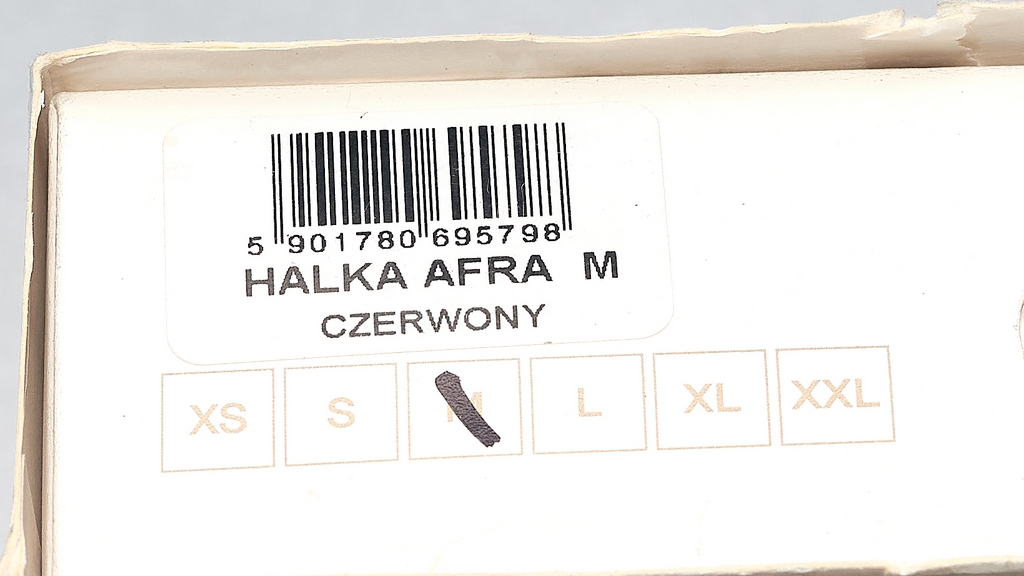 5 901780 695798
HALKA AFRA M
CZERWONY
XS S M L XL XXL